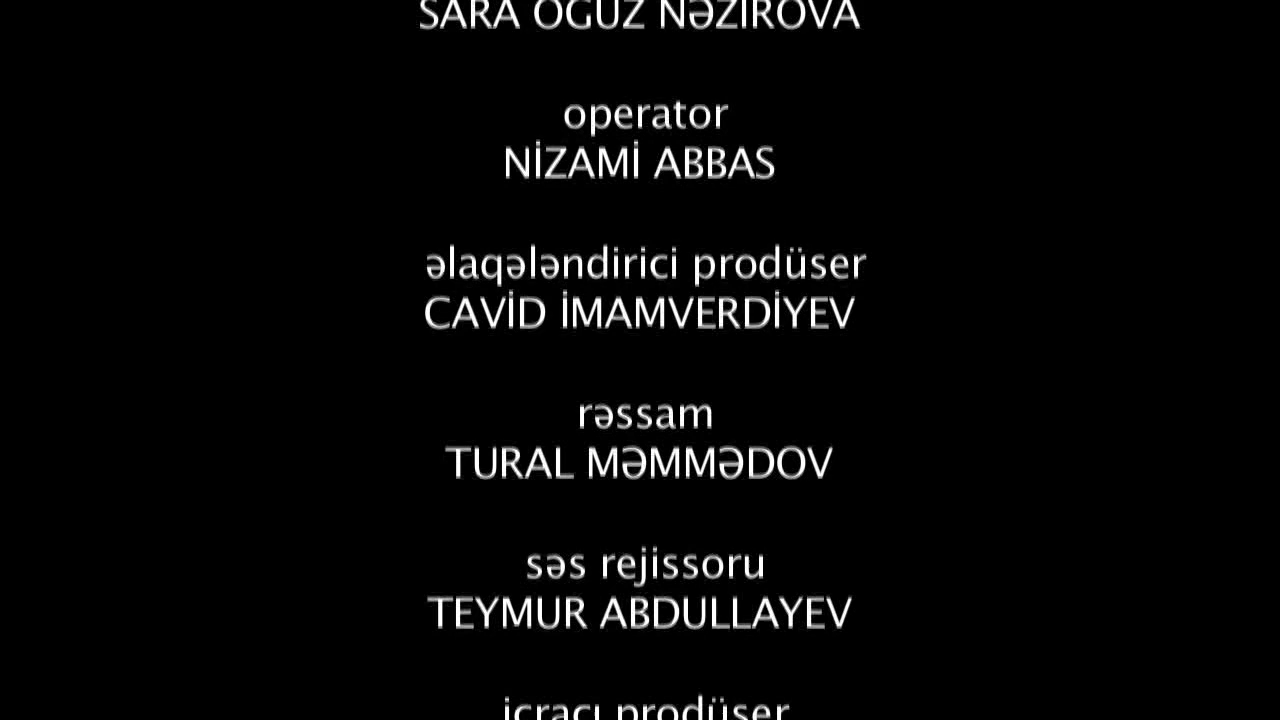 SARA OĞUZ NƏZİROVA
operator
NİZAMİ ABBAS
əlaqələndirici prodüser
CAVİD İMAMVERDİYEV
rəssam
TURAL MƏMMƏDOV
səs rejissoru
TEYMUR ABDULLAYEV
icraçı prodüser